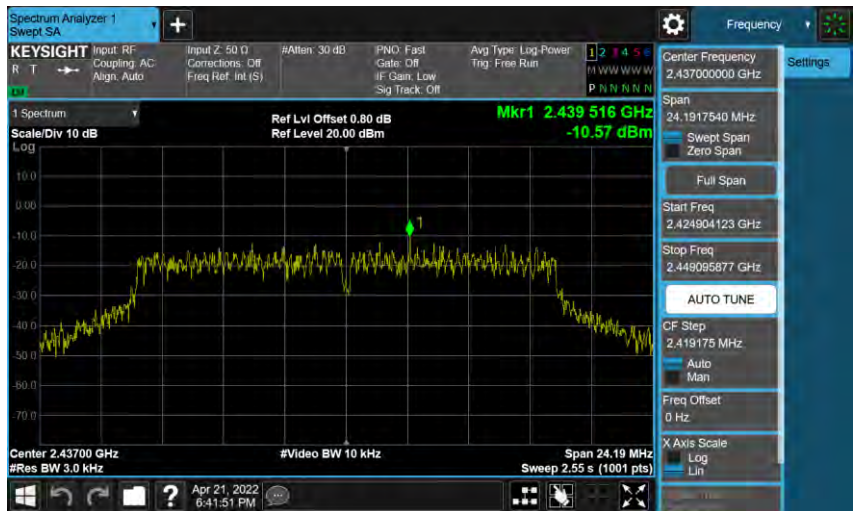 Spectrum Analyzer 1
Swept SA
+
Frequency
KEYSIGHT
R T
LM
Input: RF
Coupling: AC
Align: Auto
Input Z: 50 Ω
Corrections: Off
Freq Ref: Int (S)
#Atten: 30 dB
PNO: Fast
Gate: Off
IF Gain: Low
Sig Track: Off
Avg Type: Log-Power
Trig: Free Run
1 2 3 4 5 6
M W W W W W
P N N N N N
Center Frequency
2.437000000 GHz
Settings
Span
24.1917540 MHz
Swept Span
Zero Span
Full Span
Start Freq
2.424904123 GHz
Stop Freq
2.449095877 GHz
AUTO TUNE
CF Step
2.419175 MHz
Auto
Man
Freq Offset
0 Hz
X Axis Scale
Log
Lin
1 Spectrum
Scale/Div 10 dB
Ref Lvl Offset 0.80 dB
Ref Level 20.00 dBm
Mkr1 2.439 516 GHz
-10.57 dBm
Log
10.0
0.00
-10.0
-20.0
-30.0
-40.0
-50.0
-60.0
-70.0
1
Center 2.43700 GHz
#Res BW 3.0 kHz
#Video BW 10 kHz
Span 24.19 MHz
Sweep 2.55 s (1001 pts)
?
Apr 21, 2022
6:41:51 PM